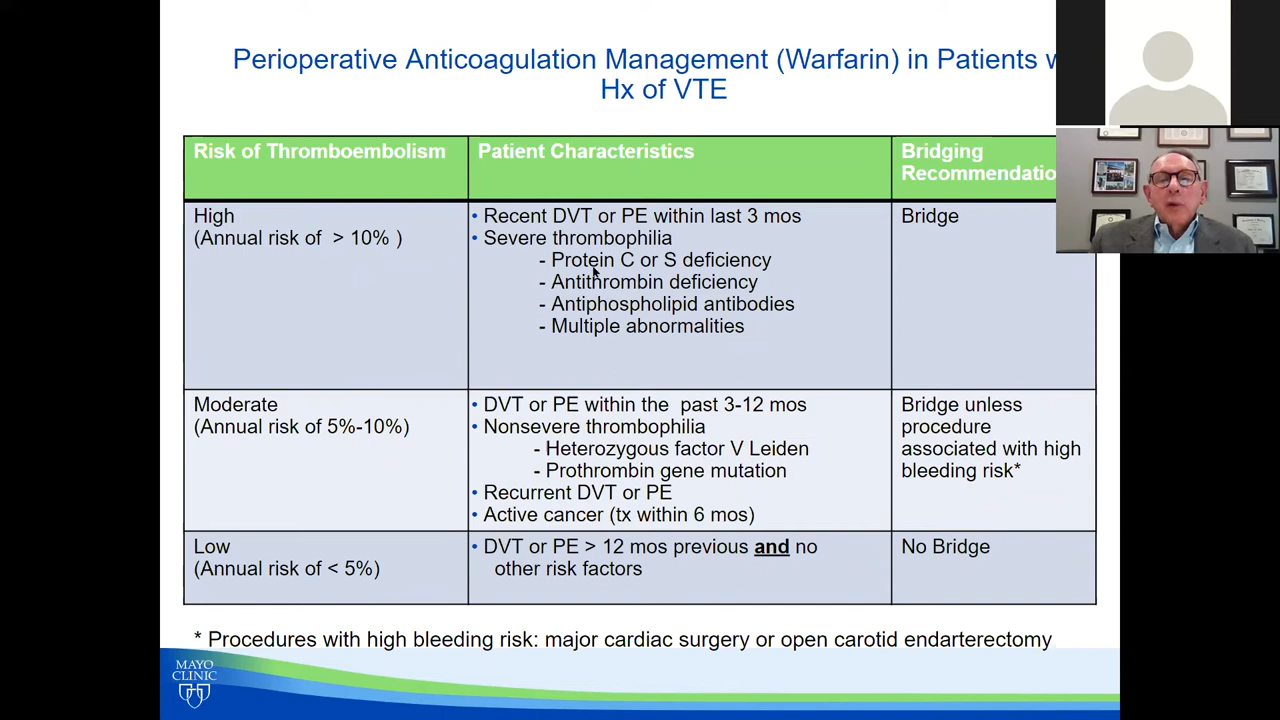 Perioperative Anticoagulation Management (Warfarin) in Patients
Hx of VTE
Risk of Thromboembolism
Patient Characteristics
Bridging
Recommendatio
High
(Annual risk of > 10% )
• Recent DVT or PE within last 3 mos
• Severe thrombophilia
- Protein C or S deficiency
- Antithrombin deficiency
- Antiphospholipid antibodies
- Multiple abnormalities
Bridge
Moderate
(Annual risk of 5%-10%)
• DVT or PE within the past 3-12 mos
• Nonsevere thrombophilia
- Heterozygous factor V Leiden
- Prothrombin gene mutation
• Recurrent DVT or PE
• Active cancer (tx within 6 mos)
Bridge unless
procedure
associated with high
bleeding risk*
Low
(Annual risk of < 5%)
• DVT or PE > 12 mos previous and no
other risk factors
No Bridge
* Procedures with high bleeding risk: major cardiac surgery or open carotid endarterectomy
MAYO
CLINIC